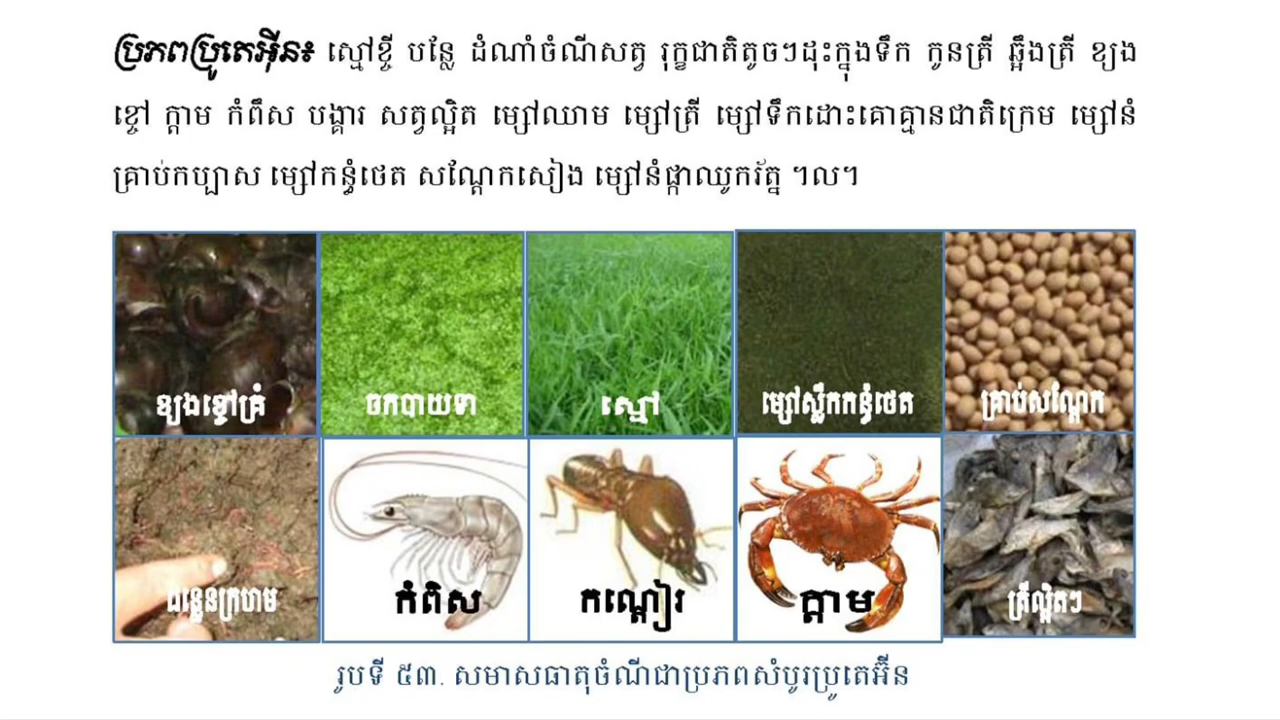 ប្រភពប្រូតេអ៊ីន៖ ស្មៅខ្ចី បន្លែ ដំណាំចំណីសត្វ រុក្ខជាតិតូចៗដុះក្នុងទឹក កូនត្រី ឆ្អឹងត្រី ខ្យង
ខ្ចៅ ក្តាម កំពឹស បង្គារ សត្វល្អិត ម្សៅឈាម ម្សៅត្រី ម្សៅទឹកដោះគោគ្មានជាតិក្រេម ម្សៅនំ
គ្រាប់កប្បាស ម្សៅកន្ធំថេត សណ្តែកសៀង ម្សៅនំផ្កាឈូករ័ត្ន ។ល។
ខ្យងខ្ចៅគ្រំ
ចកបាយទា
ស្មៅ
ម្សៅស្លឹកកន្ធំថេត
គ្រាប់សណ្តែក
ជន្លេនក្រហម
កំពិស
កណ្តៀរ
ក្តាម
ត្រីល្អិតៗ
រូបទី ៥៣. សមាសធាតុចំណីជាប្រភពសំបូរប្រូតេអ៊ីន